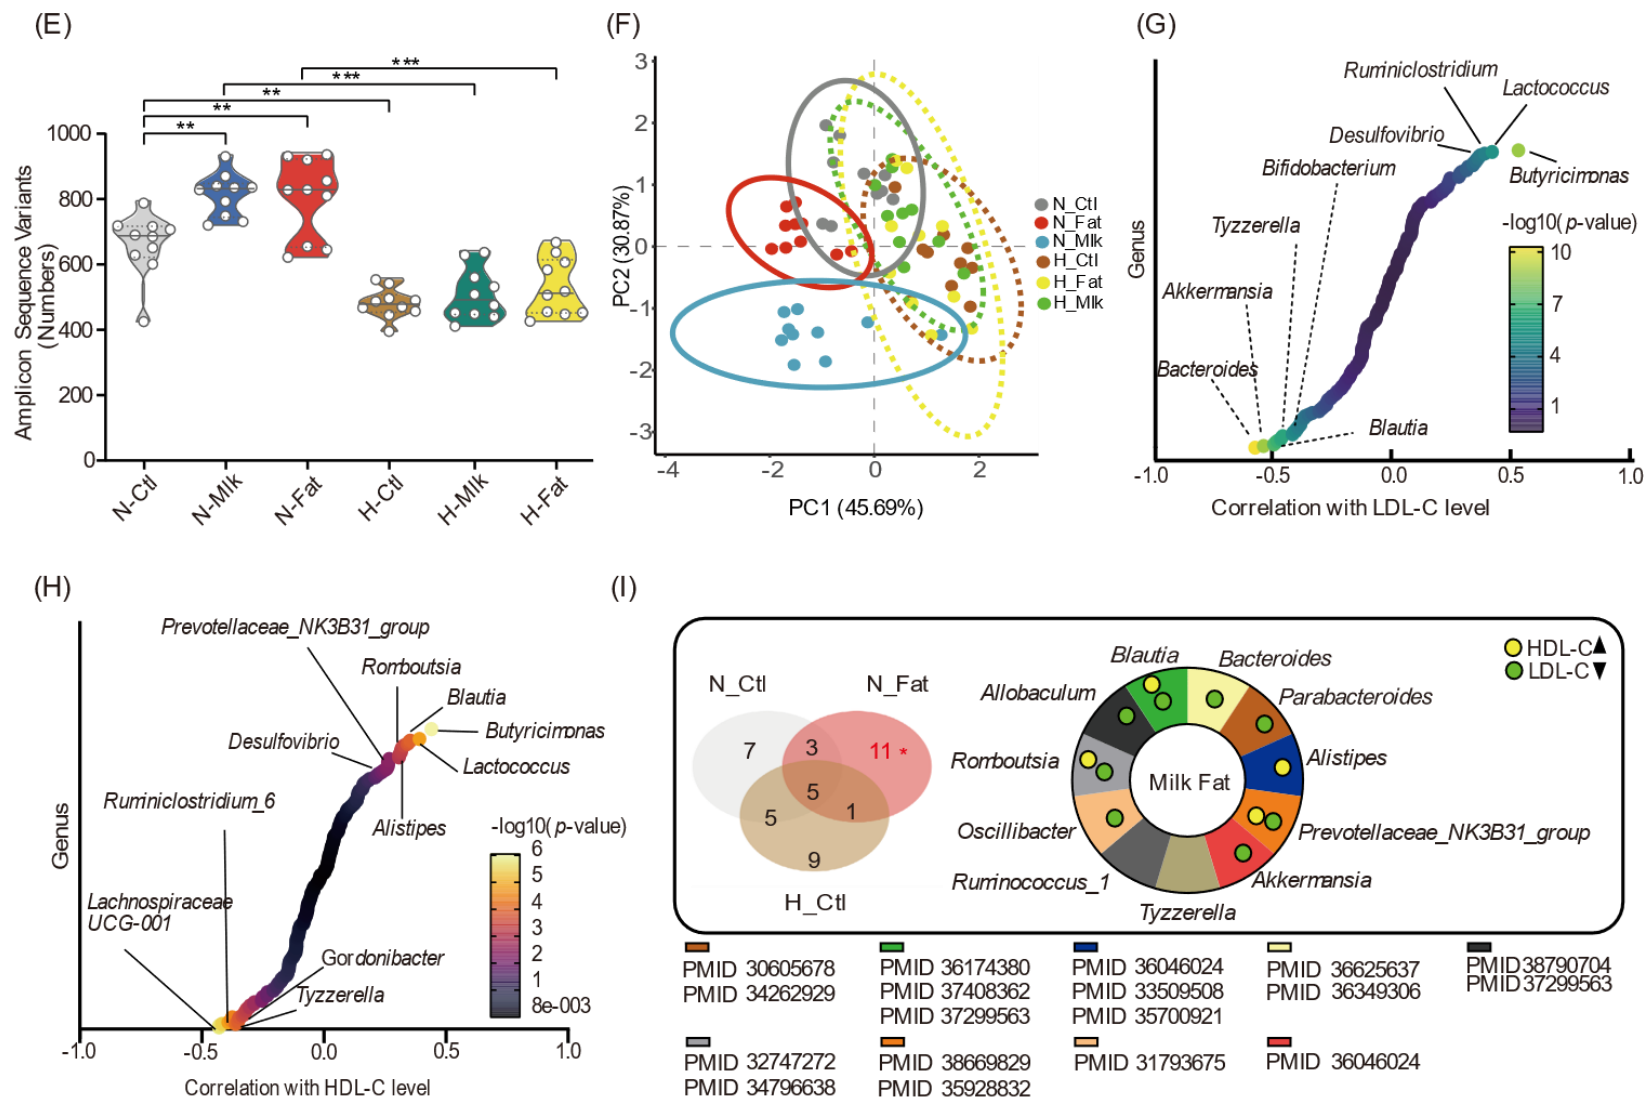 (E)
***
***
**
**
**
1000
800
600
400
200
0
Amplicon Sequence Variants
(Numbers)
N-Ctl
N-Mlk
N-Fat
H-Ctl
H-Mlk
H-Fat
(F)
3
2
1
0
-1
-2
-3
-4
-2
0
2
PC2 (30.87%)
PC1 (45.69%)
N_Ctl
N_Fat
N_Mlk
H_Ctl
H_Fat
H_Mlk
(G)
Ruminiclostridium
Lactococcus
Desulfovibrio
Bifidobacterium
Butyricimonas
Tyzzerella
Akkermansia
Bacteroides
Blautia
-log10(p-value)
10
7
4
1
Genus
-1.0
-0.5
0.0
0.5
1.0
Correlation with LDL-C level
(H)
Prevotellaceae_NK3B31_group
Romboutsia
Blautia
Butyricimonas
Desulfovibrio
Lactococcus
Ruminiclostridium_6
Alistipes
Lachnospiraceae
UCG-001
Gordonibacter
Tyzzerella
-log10(p-value)
6
5
4
3
2
1
8e-003
Genus
-1.0
-0.5
0.0
0.5
1.0
Correlation with HDL-C level
(I)
N_Ctl
N_Fat
7
3
11 *
5
5
1
9
H_Ctl
HDL-C▲
LDL-C▼
Blautia
Bacteroides
Allobaculum
Parabacteroides
Romboutsia
Alistipes
Milk Fat
Oscillibacter
Prevotellaceae_NK3B31_group
Ruminococcus_1
Akkermansia
Tyzzerella
PMID 30605678
PMID 34262929
PMID 36174380
PMID 37408362
PMID 37299563
PMID 36046024
PMID 33509508
PMID 35700921
PMID 36625637
PMID 36349306
PMID38790704
PMID37299563
PMID 32747272
PMID 34796638
PMID 38669829
PMID 35928832
PMID 31793675
PMID 36046024